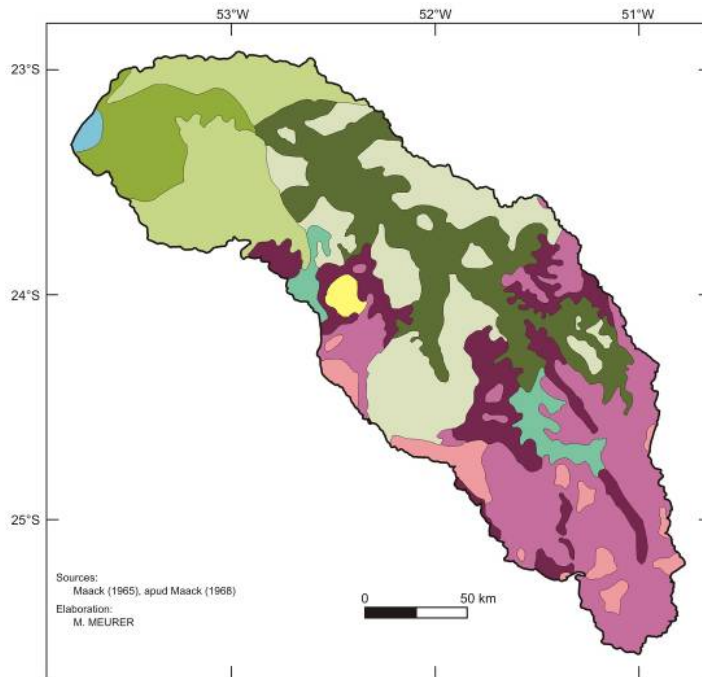 53°W 52°W 51°W
23°S
24°S
25°S
Sources:
Maack (1965), apud Maack (1968)
Elaboration:
M. MEURER
0 50 km